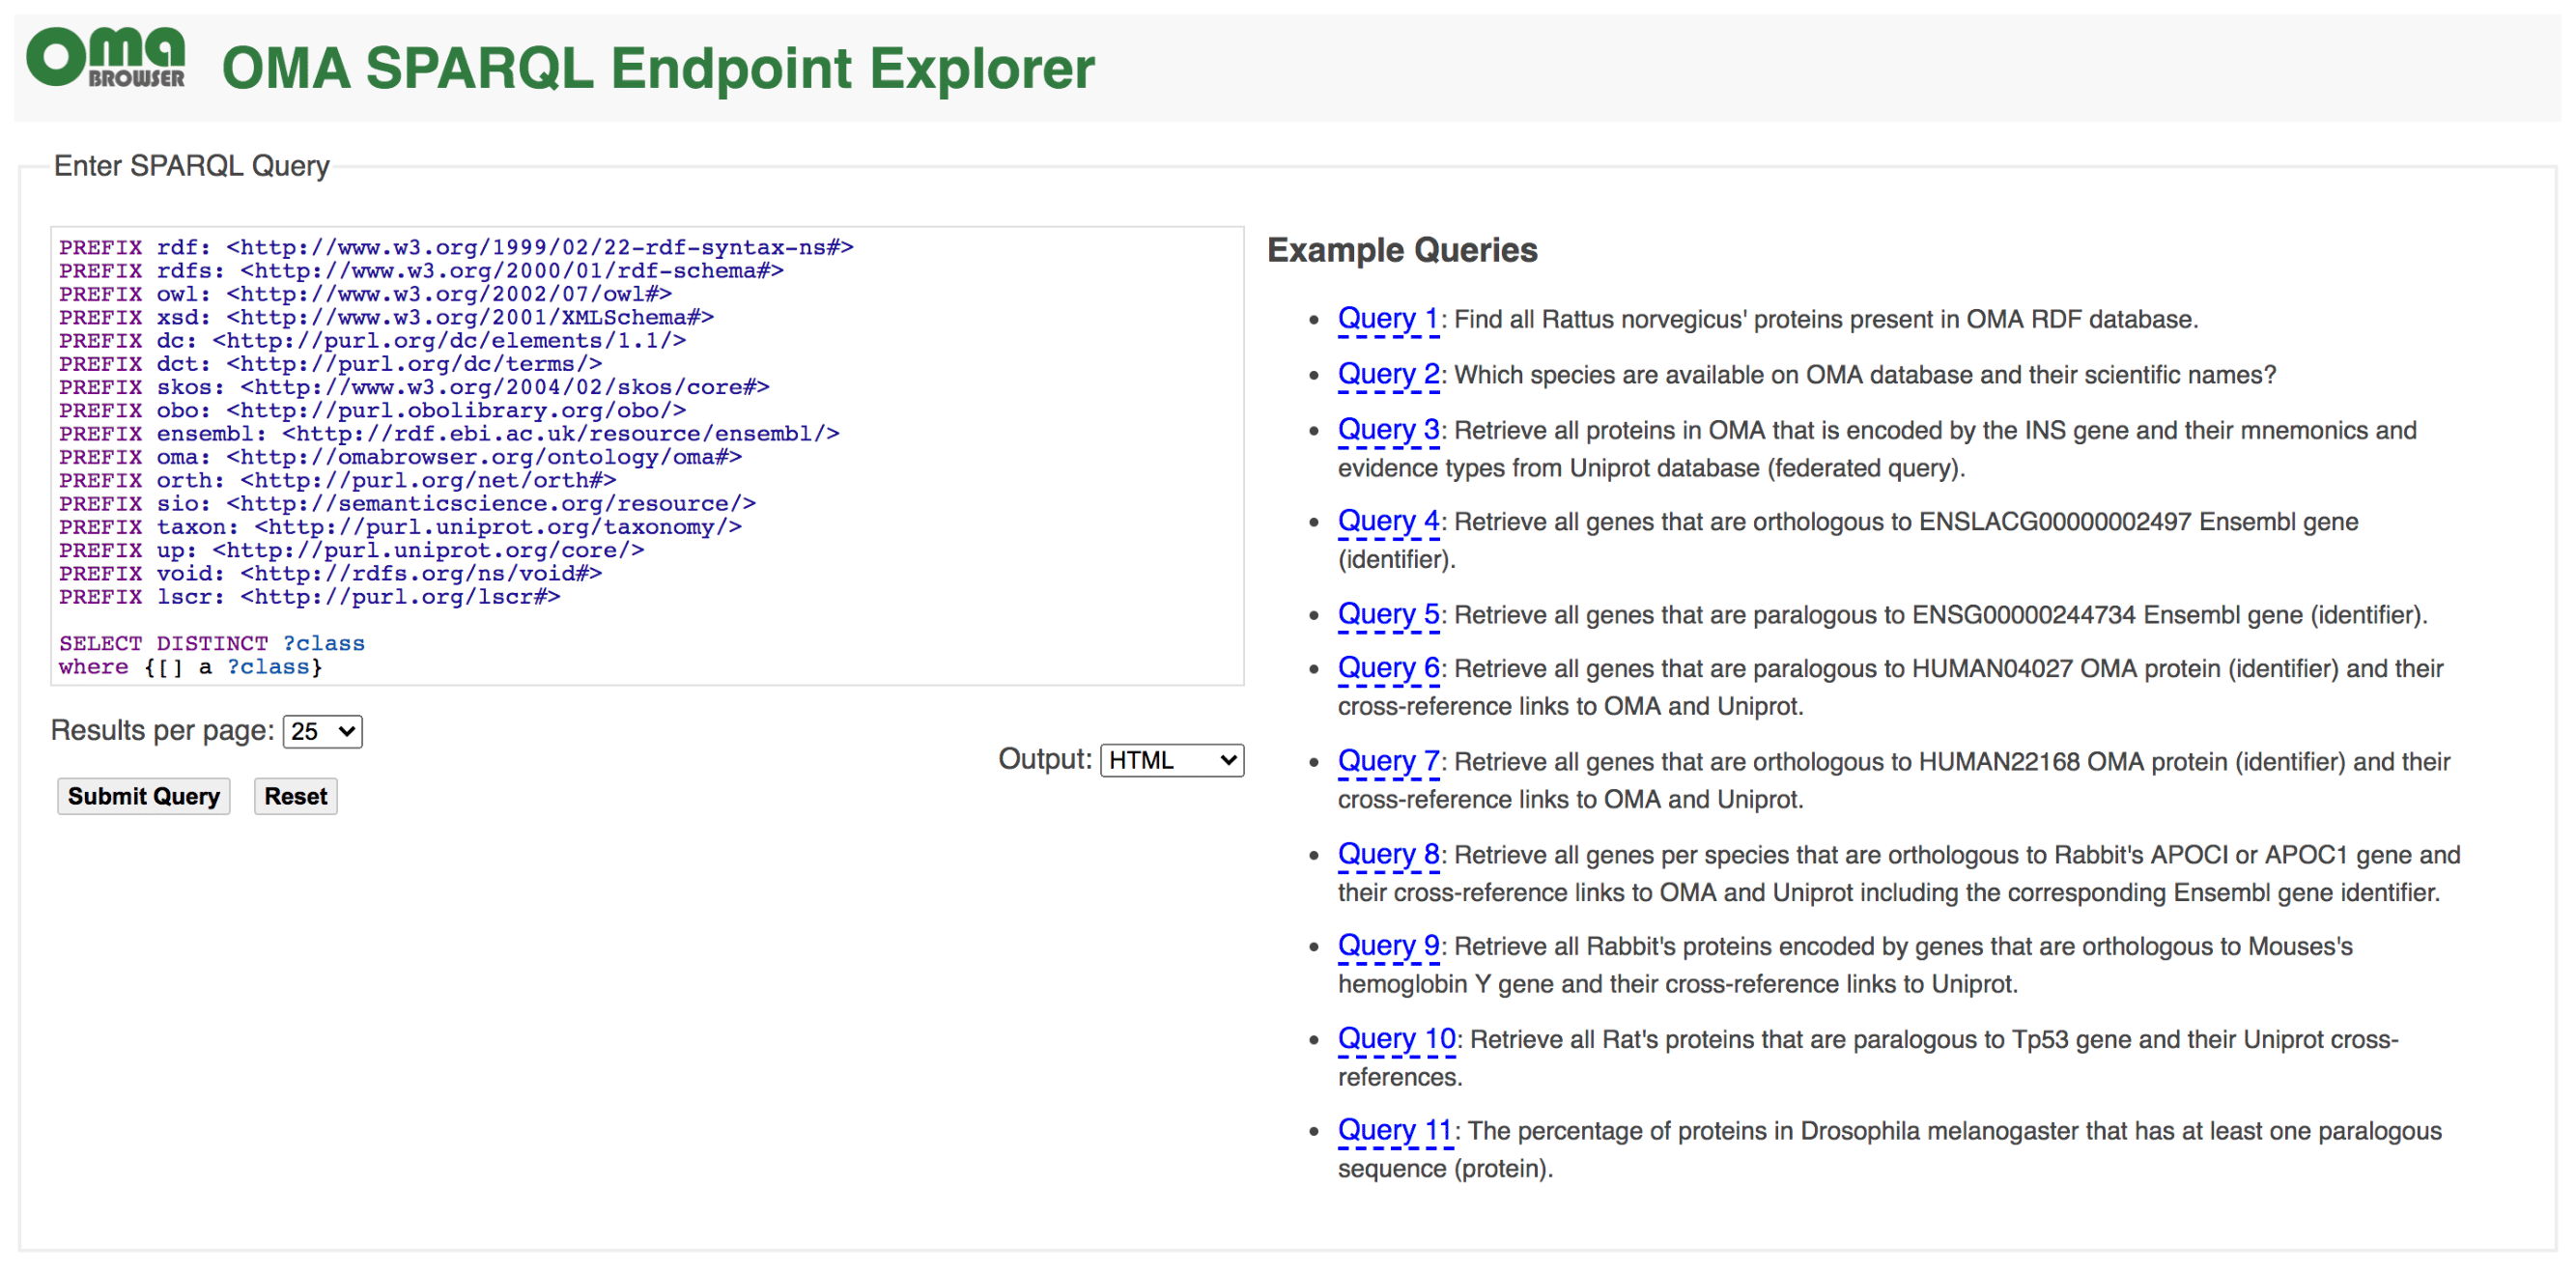 oma
BROWSER
OMA SPARQL Endpoint Explorer
Enter SPARQL Query
PREFIX rdf: <http://www.w3.org/1999/02/22-rdf-syntax-ns#>
PREFIX rdfs: <http://www.w3.org/2000/01/rdf-schema#>
PREFIX owl: <http://www.w3.org/2002/07/owl#>
PREFIX xsd: <http://www.w3.org/2001/XMLSchema#>
PREFIX dc: <http://purl.org/dc/elements/1.1/>
PREFIX dct: <http://purl.org/dc/terms/>
PREFIX skos: <http://www.w3.org/2004/02/skos/core#>
PREFIX obo: <http://purl.obolibrary.org/obo/>
PREFIX ensembl: <http://rdf.ebi.ac.uk/resource/ensembl/>
PREFIX oma: <http://omabrowser.org/ontology/oma#>
PREFIX orth: <http://purl.org/net/orth#>
PREFIX sio: <http://semanticscience.org/resource/>
PREFIX taxon: <http://purl.uniprot.org/taxonomy/>
PREFIX up: <http://purl.uniprot.org/core/>
PREFIX void: <http://rdfs.org/ns/void#>
PREFIX lscr: <http://purl.org/lscr#>
SELECT DISTINCT ?class
where {[] a ?class}
Results per page: 25
Output: HTML
Submit Query Reset
Example Queries
• Query 1: Find all Rattus norvegicus' proteins present in OMA RDF database.
• Query 2: Which species are available on OMA database and their scientific names?
• Query 3: Retrieve all proteins in OMA that is encoded by the INS gene and their mnemonics and
evidence types from Uniprot database (federated query).
• Query 4: Retrieve all genes that are orthologous to ENSLACG00000002497 Ensembl gene
(identifier).
• Query 5: Retrieve all genes that are paralogous to ENSG00000244734 Ensembl gene (identifier).
• Query 6: Retrieve all genes that are paralogous to HUMAN04027 OMA protein (identifier) and their
cross-reference links to OMA and Uniprot.
• Query 7: Retrieve all genes that are orthologous to HUMAN22168 OMA protein (identifier) and their
cross-reference links to OMA and Uniprot.
• Query 8: Retrieve all genes per species that are orthologous to Rabbit's APOCI or APOC1 gene and
their cross-reference links to OMA and Uniprot including the corresponding Ensembl gene identifier.
• Query 9: Retrieve all Rabbit's proteins encoded by genes that are orthologous to Mouses's
hemoglobin Y gene and their cross-reference links to Uniprot.
• Query 10: Retrieve all Rat's proteins that are paralogous to Tp53 gene and their Uniprot cross-
references.
• Query 11: The percentage of proteins in Drosophila melanogaster that has at least one paralogous
sequence (protein).